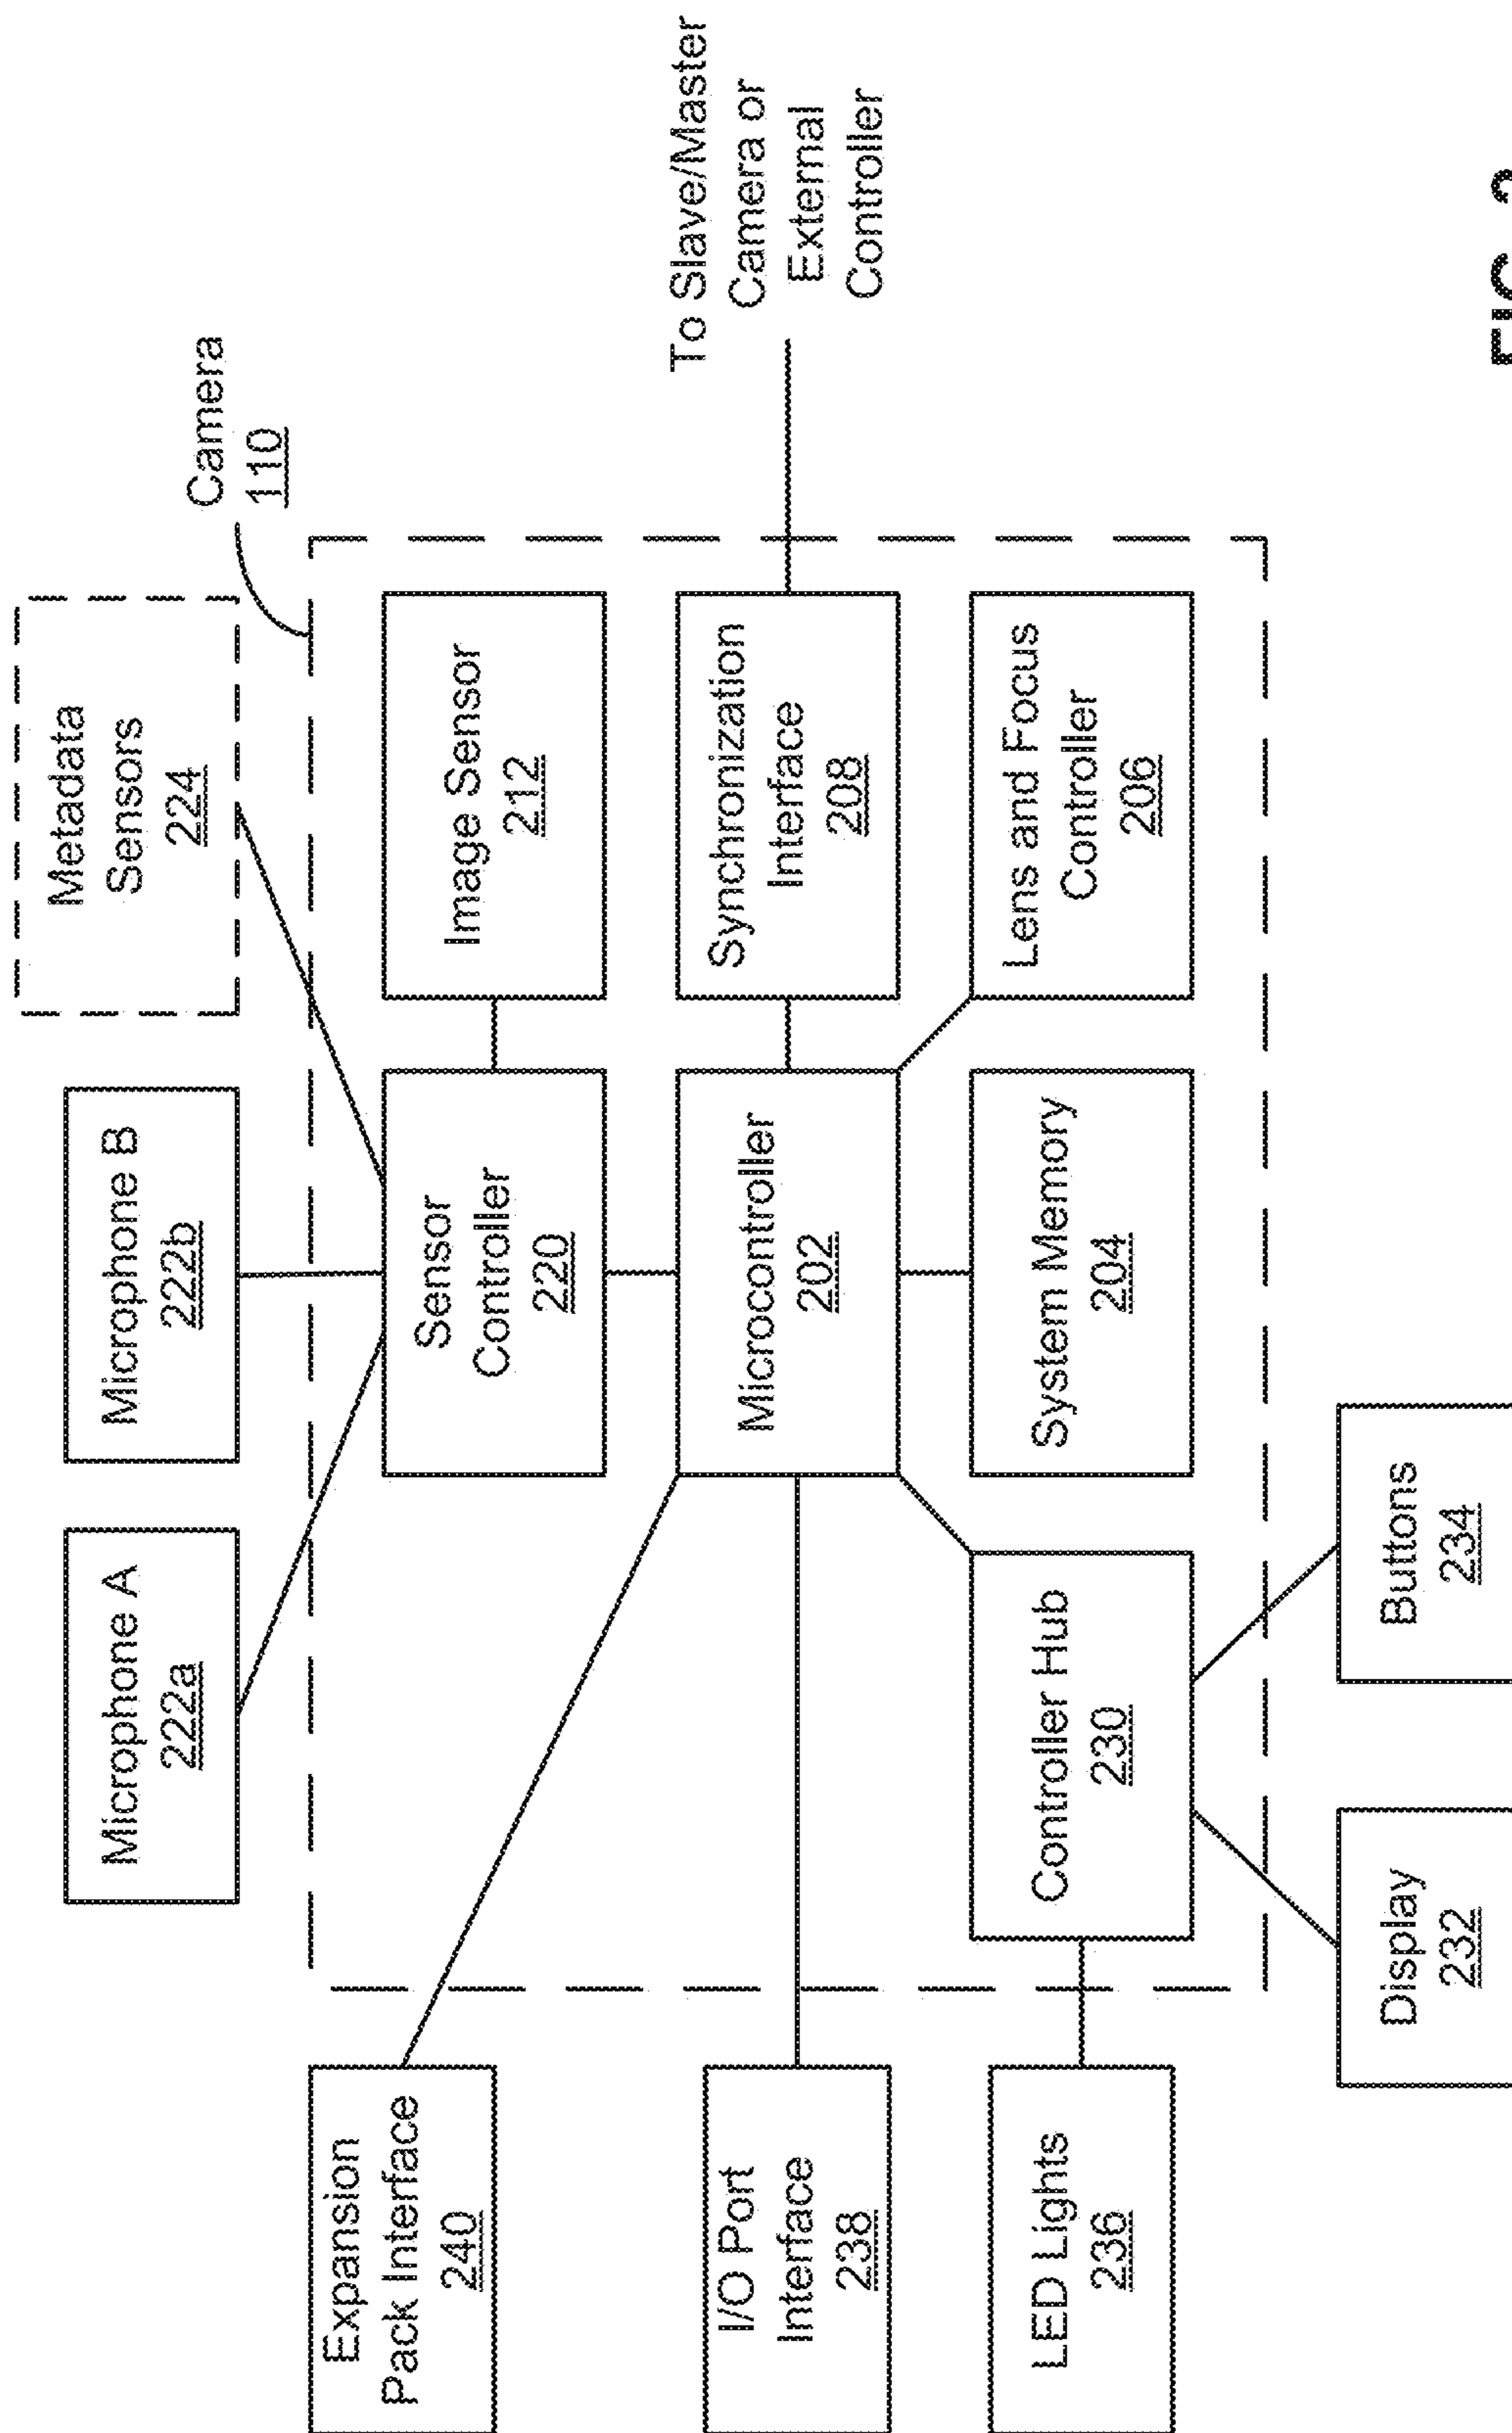 Microphone A
222a
Microphone B
222b
Metadata
Sensors
224
Camera
110
Expansion
Pack Interface
240
Sensor
Controller
220
Image Sensor
212
I/O Port
Interface
238
Microcontroller
202
Synchronization
Interface
208
To Slave/Master
Camera or
External
Controller
LED Lights
236
Controller Hub
230
System Memory
204
Lens and Focus
Controller
206
Display
232
Buttons
234